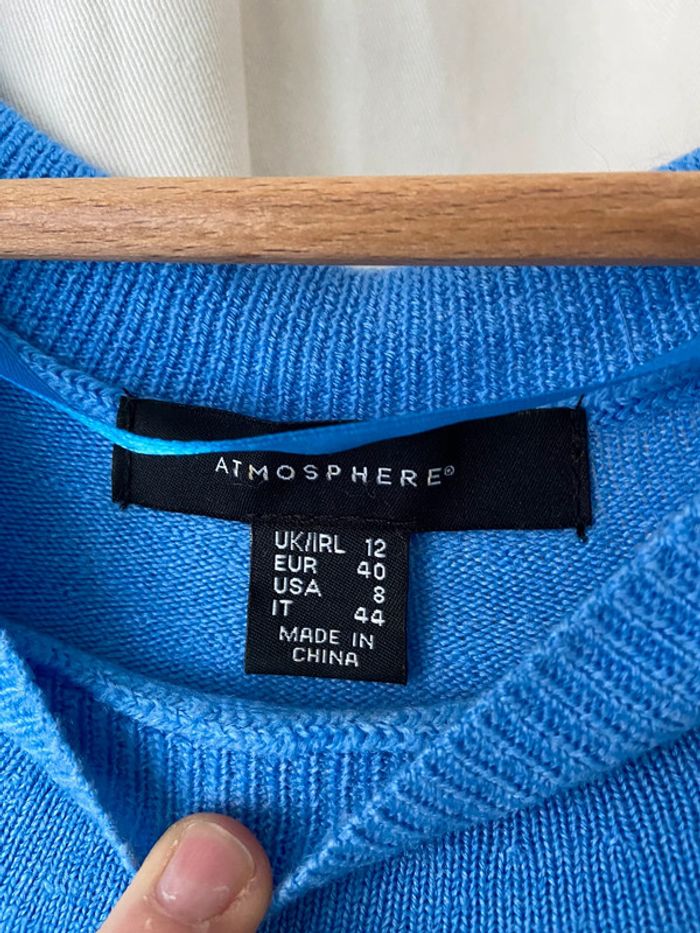 ATMOSPHERE®
UK/IRL 12
EUR 40
USA 8
IT 44
MADE IN
CHINA